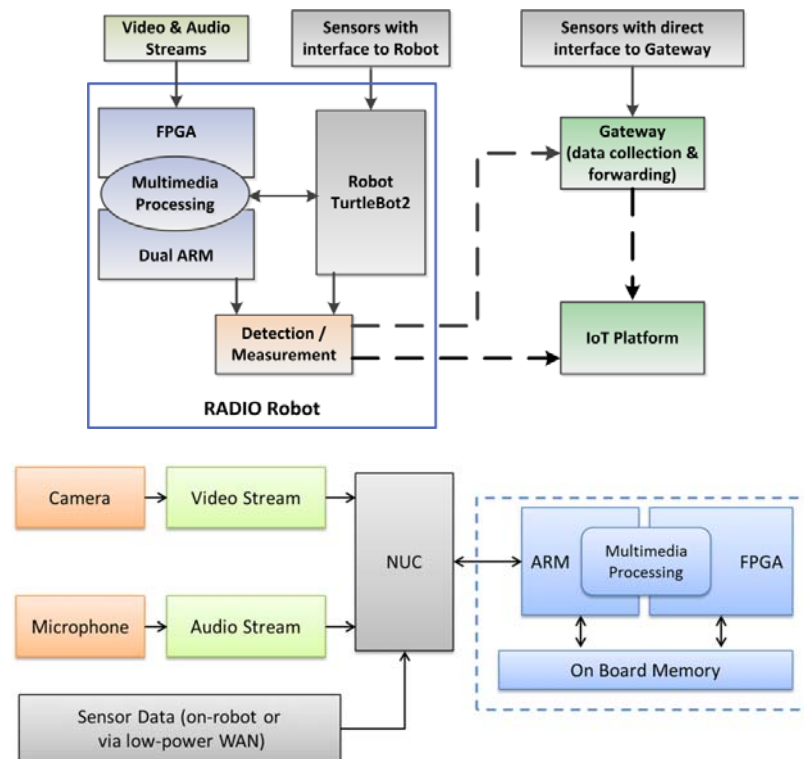 Video & Audio
Streams
Sensors with
interface to Robot
Sensors with direct
interface to Gateway
FPGA
Multimedia
Processing
Dual ARM
Robot
TurtleBot2
Gateway
(data collection &
forwarding)
Detection /
Measurement
IoT Platform
RADIO Robot
Camera
Video Stream
NUC
ARM
Multimedia
Processing
FPGA
Microphone
Audio Stream
On Board Memory
Sensor Data (on-robot or
via low-power WAN)